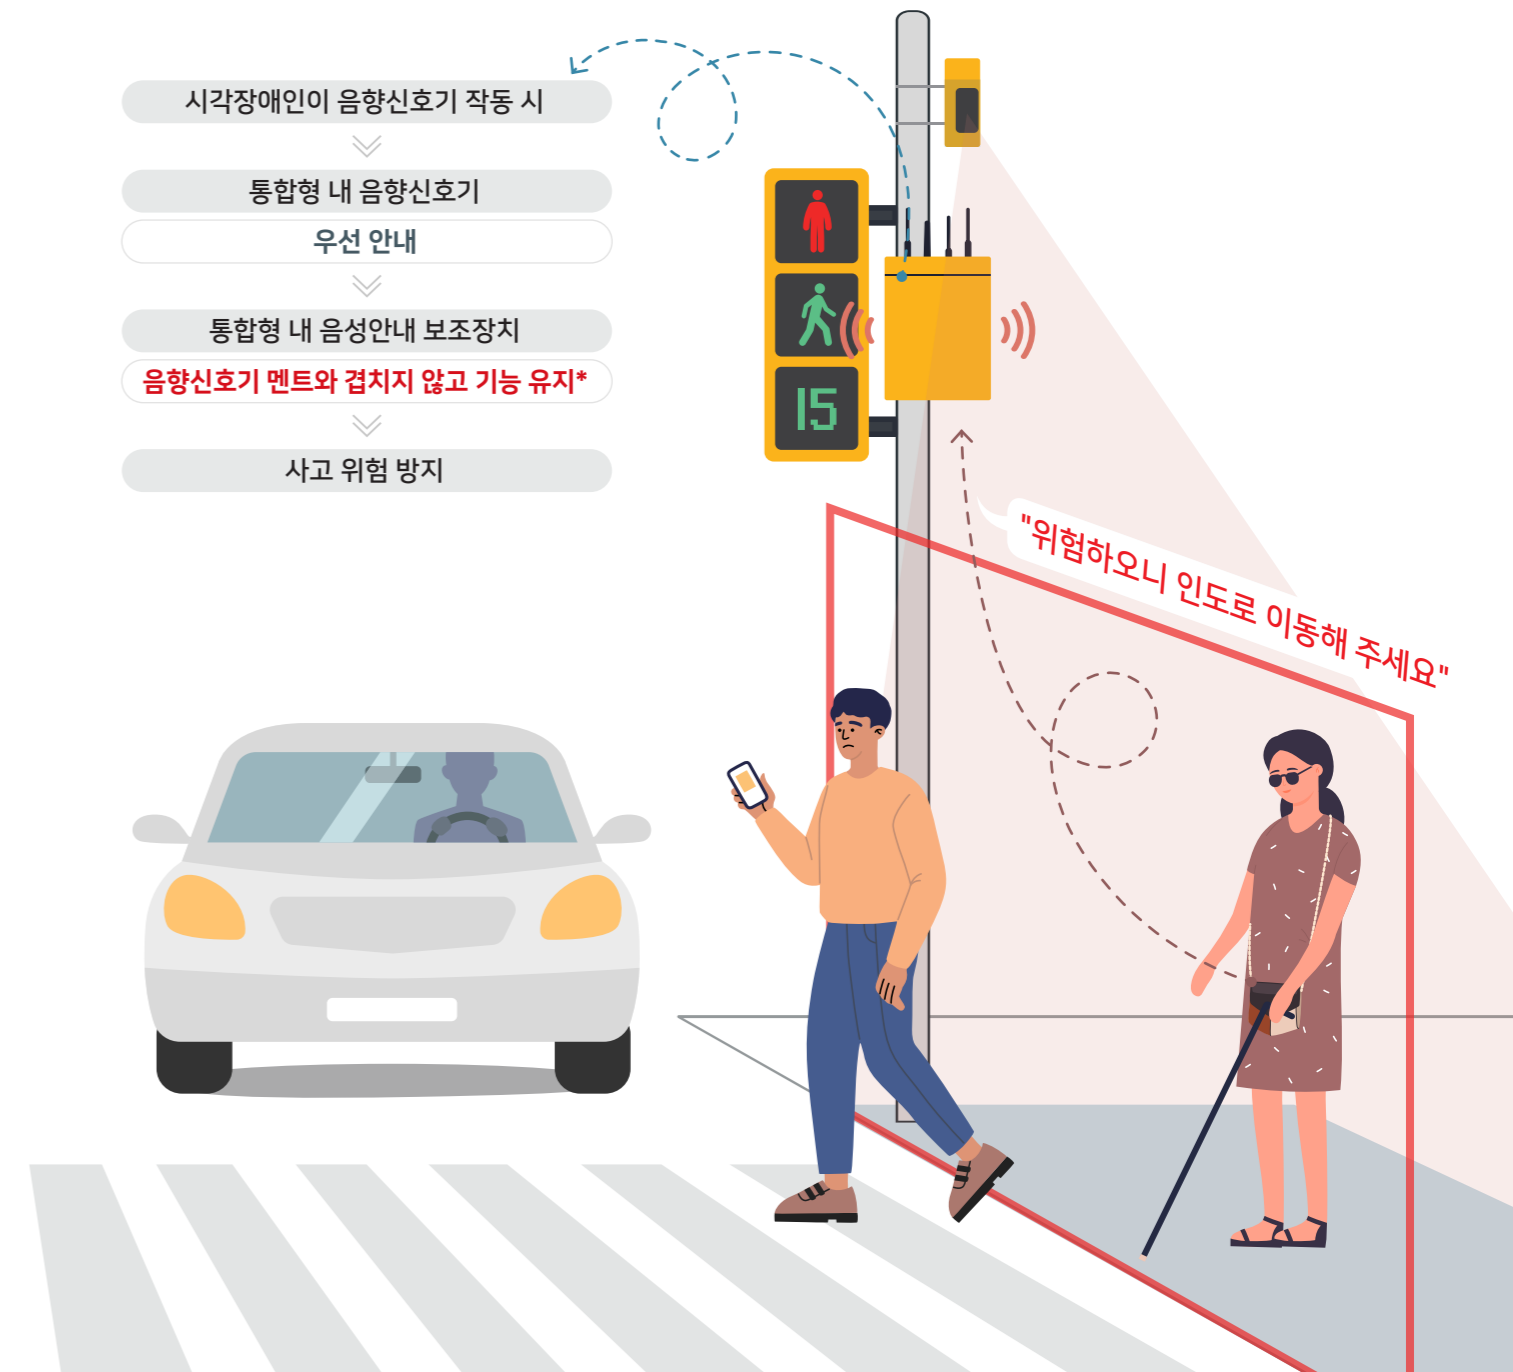 시각장애인이 음향신호기 작동 시
통합형 내 음향신호기
우선 안내
통합형 내 음성안내 보조장치
음향신호기 멘트와 겹치지 않고 기능 유지*
사고 위험 방지
15
"위험하오니 인도로 이동해 주세요"